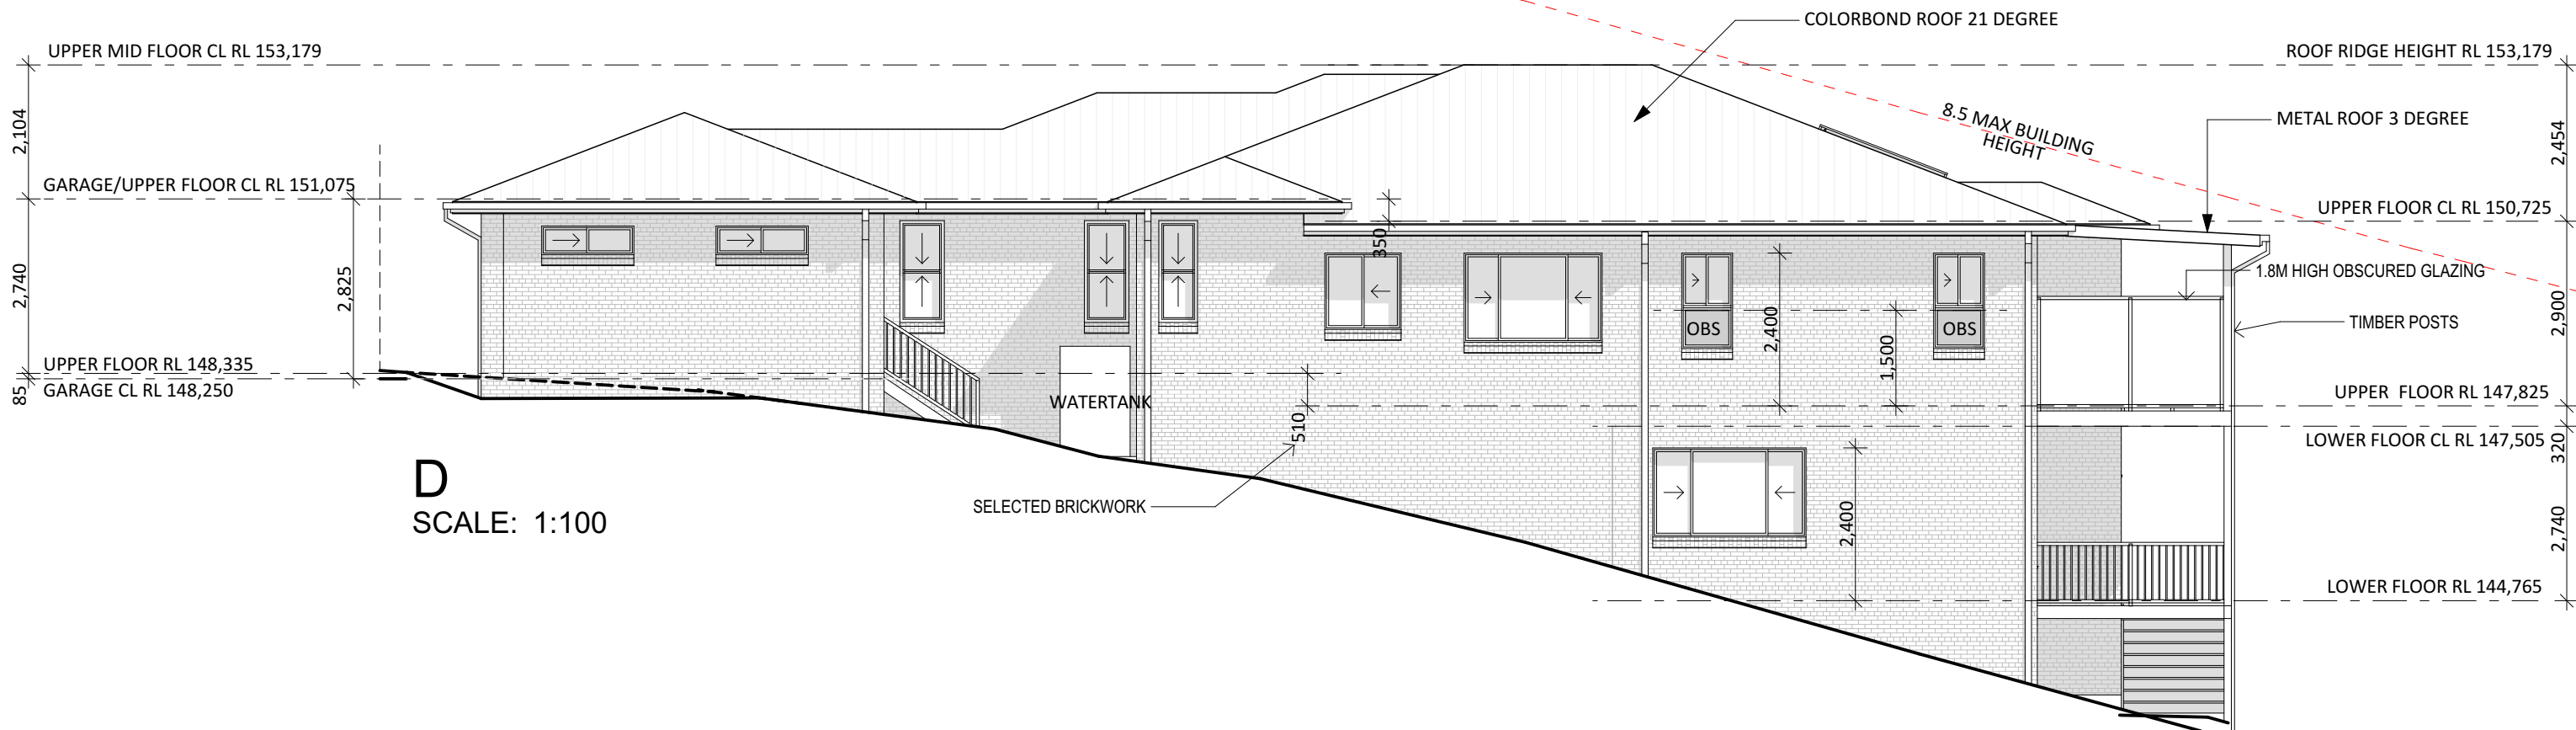 COLORBOND ROOF 21 DEGREE
UPPER MID FLOOR CL RL 153,179
ROOF RIDGE HEIGHT RL 153,179
8.5 MAX BUILDING
HEIGHT
METAL ROOF 3 DEGREE
2,104
2,454
GARAGE/UPPER FLOOR CL RL 151,075
UPPER FLOOR CL RL 150,725
350
1.8M HIGH OBSCURED GLAZING
2,740
2,825
2,400
1,500
2,900
OBS
OBS
TIMBER POSTS
UPPER FLOOR RL 148,335
85
GARAGE CL RL 148,250
UPPER FLOOR RL 147,825
WATERTANK
510
LOWER FLOOR CL RL 147,505
320
D
SCALE: 1:100
SELECTED BRICKWORK
2,400
2,740
LOWER FLOOR RL 144,765